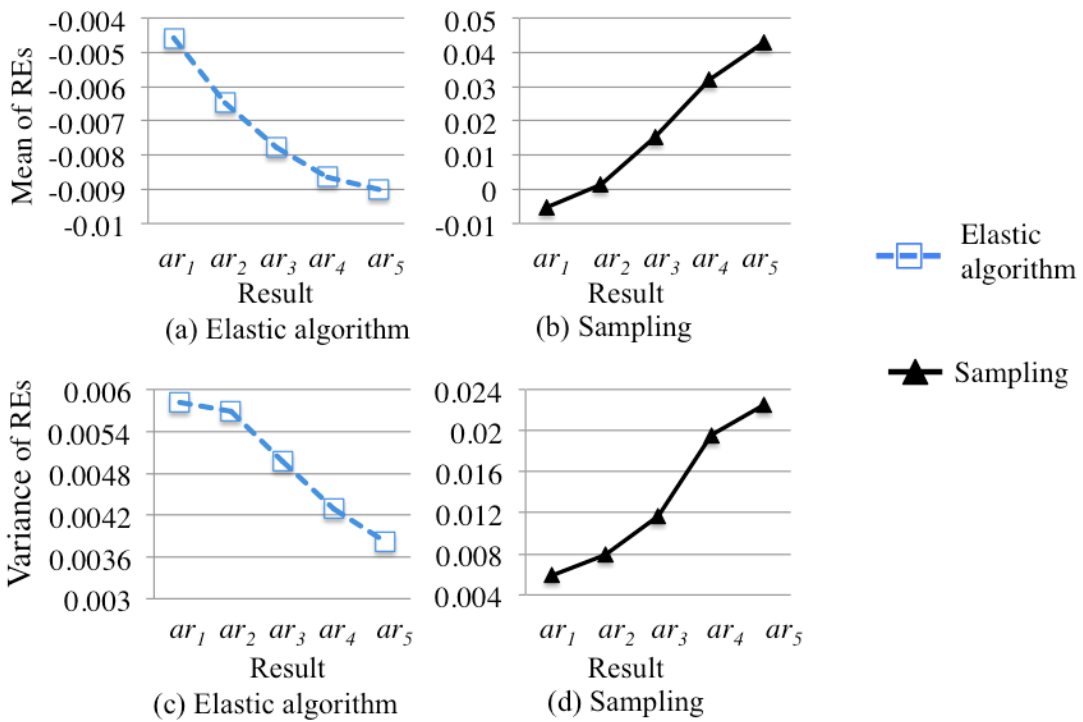 Mean of REs
-0.004
-0.005
-0.006
-0.007
-0.008
-0.009
-0.01
ar1 ar2 ar3 ar4 ar5
Result
(a) Elastic algorithm
0.05
0.04
0.03
0.02
0.01
0
-0.01
ar1 ar2 ar3 ar4 ar5
Result
(b) Sampling
Elastic
algorithm
Sampling
Variance of REs
0.006
0.0054
0.0048
0.0042
0.0036
0.003
ar1 ar2 ar3 ar4 ar5
Result
(c) Elastic algorithm
0.024
0.02
0.016
0.012
0.008
0.004
ar1 ar2 ar3 ar4 ar5
Result
(d) Sampling